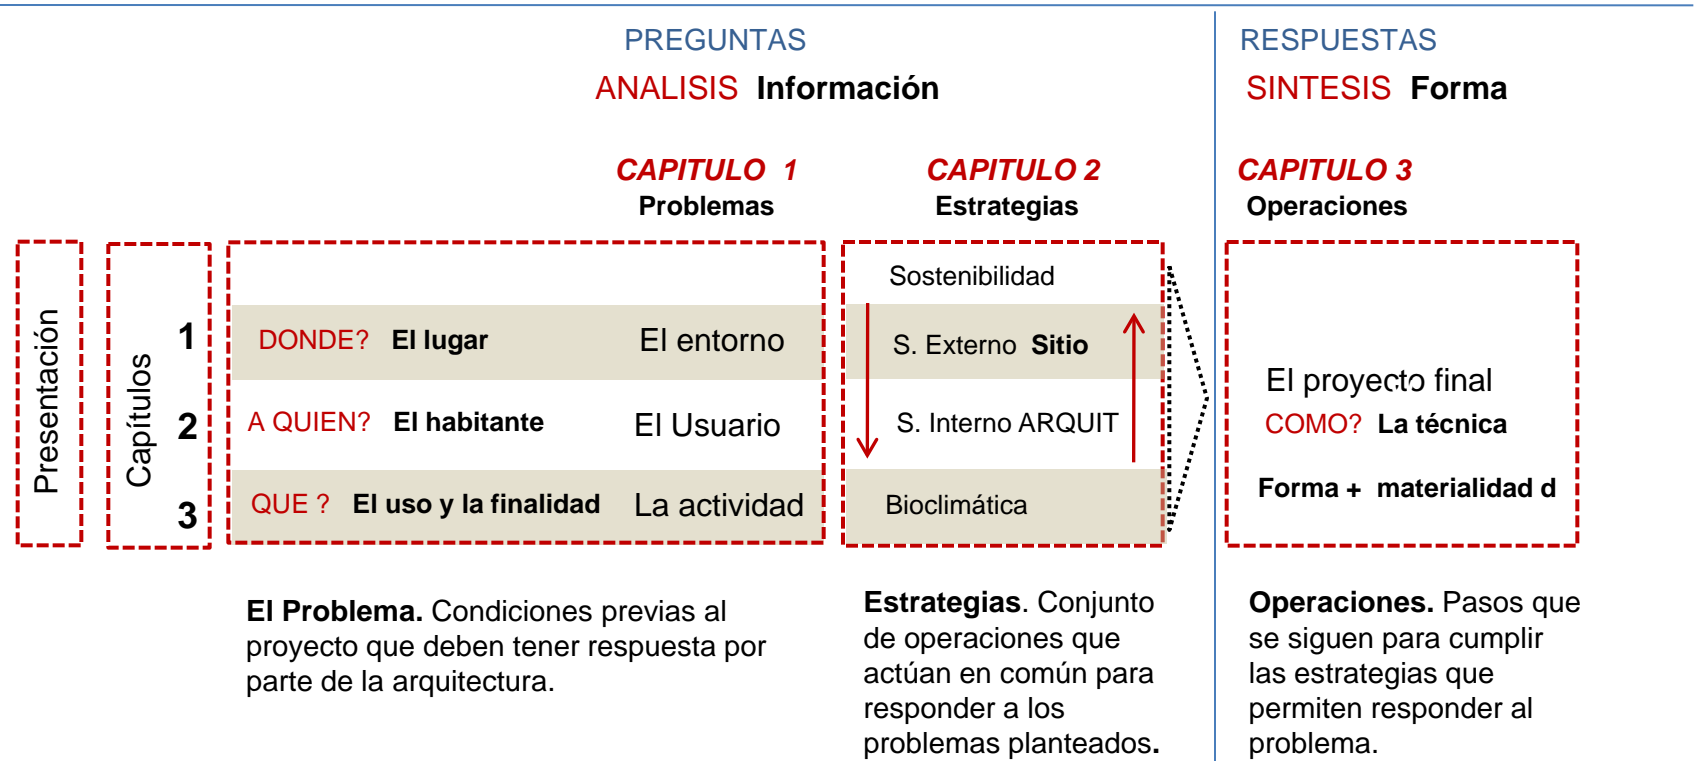 PREGUNTAS
RESPUESTAS
ANALISIS Información
SINTESIS Forma
CAPITULO 1
CAPITULO 2
CAPITULO 3
Problemas
Estrategias
Operaciones
Presentación
Capítulos
Sostenibilidad
1
DONDE? El lugar
El entorno
S. Externo Sitio
El proyecto final
2
A QUIEN? El habitante
El Usuario
S. Interno ARQUIT
COMO? La técnica
3
QUE ? El uso y la finalidad
La actividad
Bioclimática
Forma + materialidad d
El Problema. Condiciones previas al
proyecto que deben tener respuesta por
parte de la arquitectura.
Estrategias. Conjunto
de operaciones que
actúan en común para
responder a los
problemas planteados.
Operaciones. Pasos que
se siguen para cumplir
las estrategias que
permiten responder al
problema.